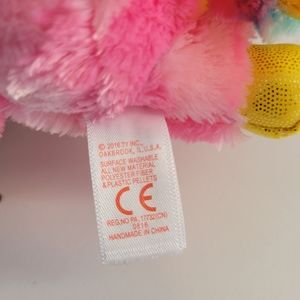 © 2016 TY INC.,
OAKBROOK, IL, U.S.A.
SURFACE WASHABLE
ALL NEW MATERIAL
POLYESTER FIBER
& PLASTIC PELLETS
CE
REG.NO PA. 17732(CN)
0816
HANDMADE IN CHINA